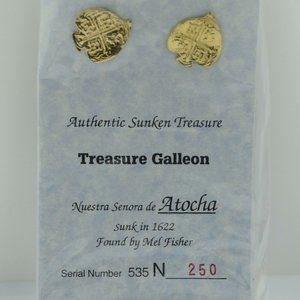 Authentic Sunken Treasure
Treasure Galleon
Nuestra Senora de Atocha
Sunk in 1622
Found by Mel Fisher
Serial Number 535 N 250